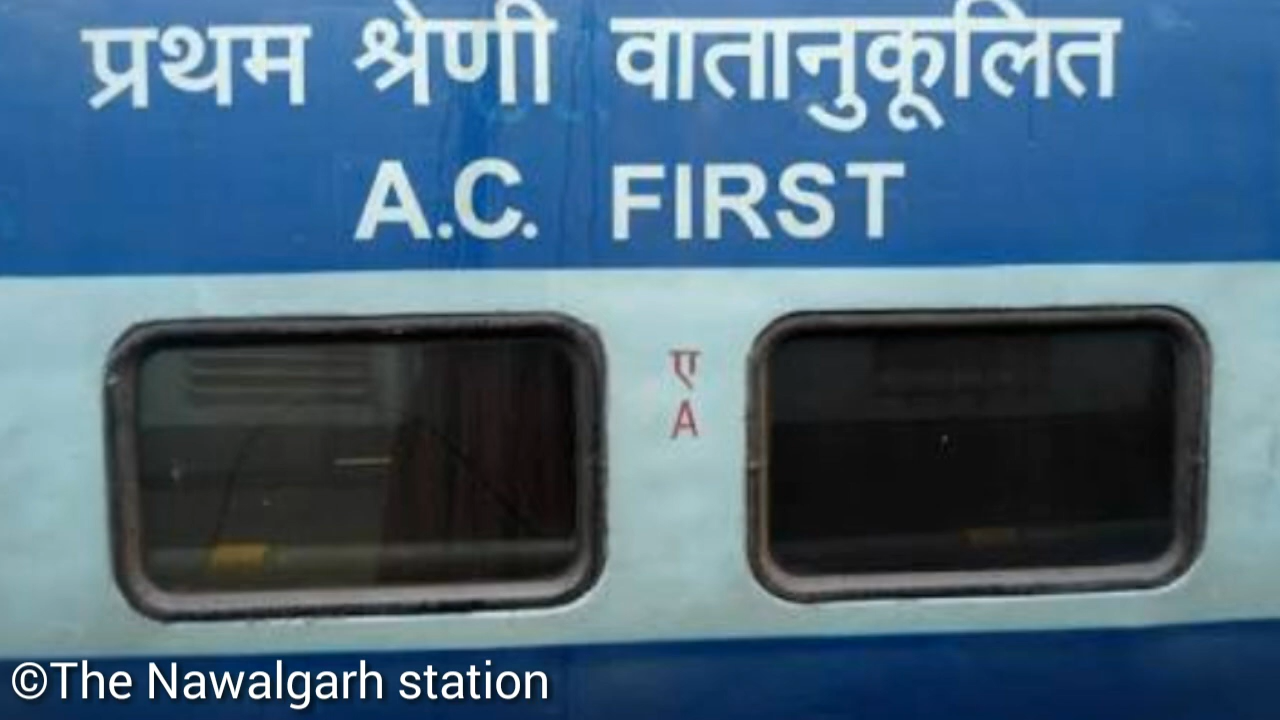 प्रथम श्रेणी वातानुकूलित
A.C. FIRST
ए
A
©The Nawalgarh station